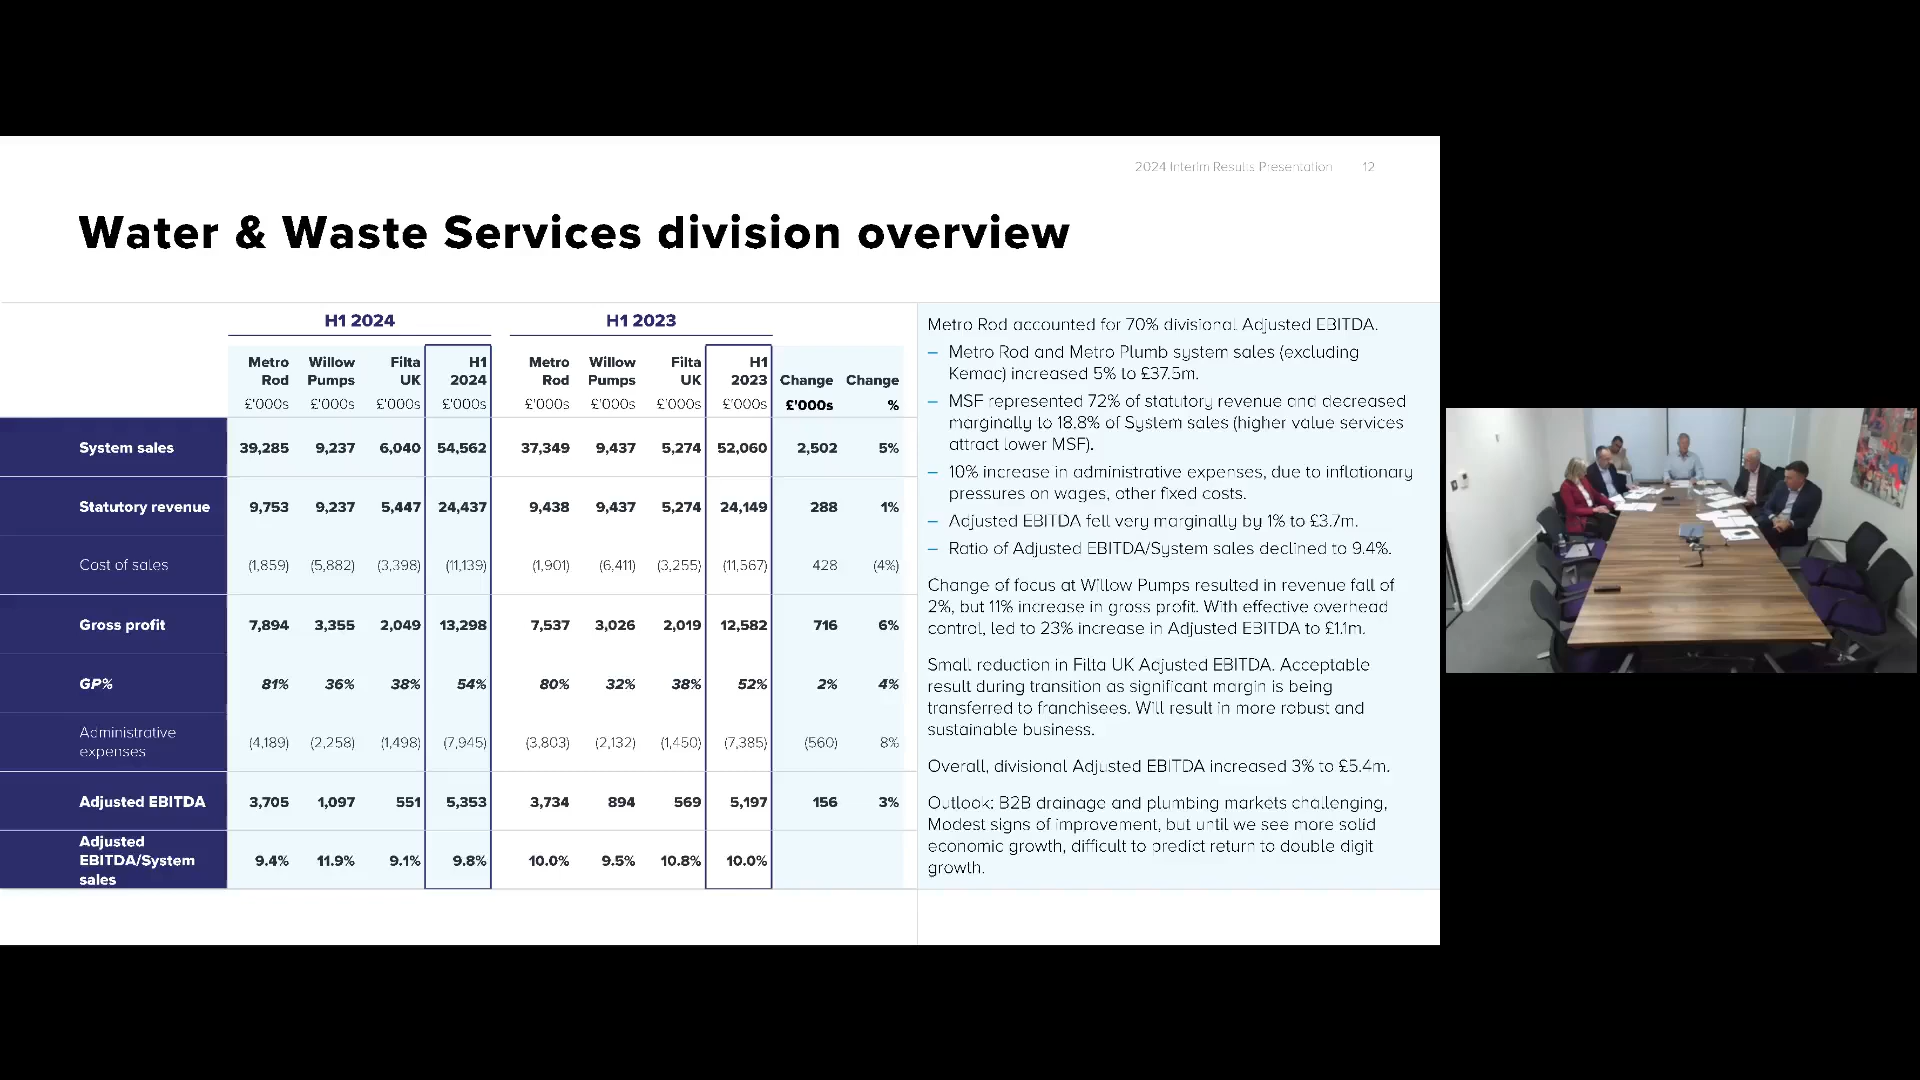 2024 Interim Results Presentation 12
Water & Waste Services division overview
H1 2024 H1 2023
Metro Rod Willow Pumps Filta UK H1 2024 Metro Rod Willow Pumps Filta UK H1 2023 Change Change
£'000s £'000s £'000s £'000s £'000s £'000s £'000s £'000s £'000s %
System sales 39,285 9,237 6,040 54,562 37,349 9,437 5,274 52,060 2,502 5%
Statutory revenue 9,753 9,237 5,447 24,437 9,438 9,437 5,274 24,149 288 1%
Cost of sales (1,859) (5,882) (3,398) (11,139) (1,901) (6,411) (3,255) (11,567) 428 (4%)
Gross profit 7,894 3,355 2,049 13,298 7,537 3,026 2,019 12,582 716 6%
GP% 81% 36% 38% 54% 80% 32% 38% 52% 2% 4%
Administrative expenses (4,189) (2,258) (1,498) (7,945) (3,803) (2,132) (1,450) (7,385) (560) 8%
Adjusted EBITDA 3,705 1,097 551 5,353 3,734 894 569 5,197 156 3%
Adjusted EBITDA/System sales 9.4% 11.9% 9.1% 9.8% 10.0% 9.5% 10.8% 10.0%
Metro Rod accounted for 70% divisional Adjusted EBITDA.
– Metro Rod and Metro Plumb system sales (excluding
Kemac) increased 5% to £37.5m.
– MSF represented 72% of statutory revenue and decreased
marginally to 18.8% of System sales (higher value services
attract lower MSF).
– 10% increase in administrative expenses, due to inflationary
pressures on wages, other fixed costs.
– Adjusted EBITDA fell very marginally by 1% to £3.7m.
– Ratio of Adjusted EBITDA/System sales declined to 9.4%.
Change of focus at Willow Pumps resulted in revenue fall of
2%, but 11% increase in gross profit. With effective overhead
control, led to 23% increase in Adjusted EBITDA to £1.1m.
Small reduction in Filta UK Adjusted EBITDA. Acceptable
result during transition as significant margin is being
transferred to franchisees. Will result in more robust and
sustainable business.
Overall, divisional Adjusted EBITDA increased 3% to £5.4m.
Outlook: B2B drainage and plumbing markets challenging,
Modest signs of improvement, but until we see more solid
economic growth, difficult to predict return to double digit
growth.